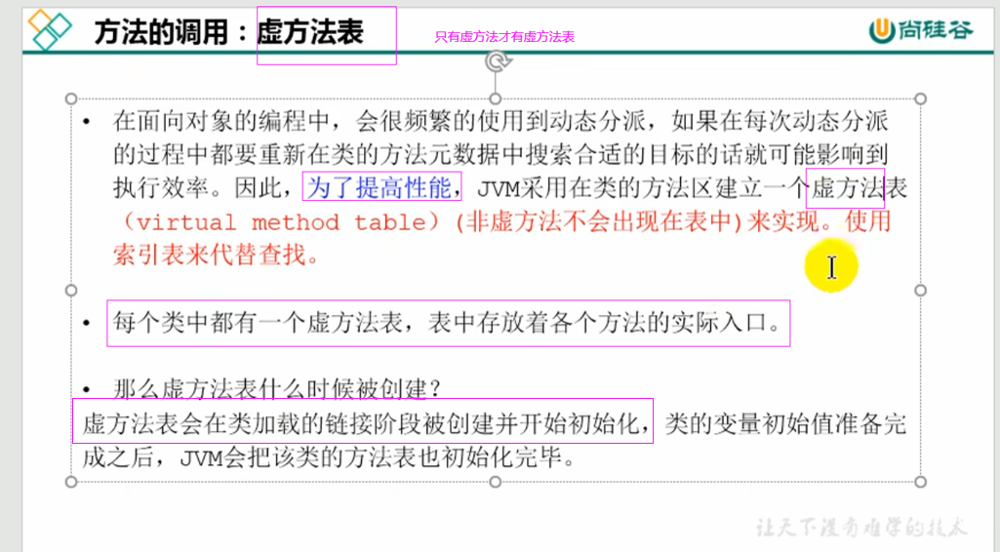 方法的调用：虚方法表
只有虚方法才有虚方法表
尚硅谷
• 在面向对象的编程中，会很频繁的使用到动态分派，如果在每次动态分派
的过程中都要重新在类的方法元数据中搜索合适的目标的话就可能影响到
执行效率。因此，为了提高性能，JVM采用在类的方法区建立一个虚方法表
（virtual method table）(非虚方法不会出现在表中)来实现。使用
索引表来代替查找。
• 每个类中都有一个虚方法表，表中存放着各个方法的实际入口。
• 那么虚方法表什么时候被创建？
虚方法表会在类加载的链接阶段被创建并开始初始化，类的变量初始值准备完
成之后，JVM会把该类的方法表也初始化完毕。
让天下没有难学的技术